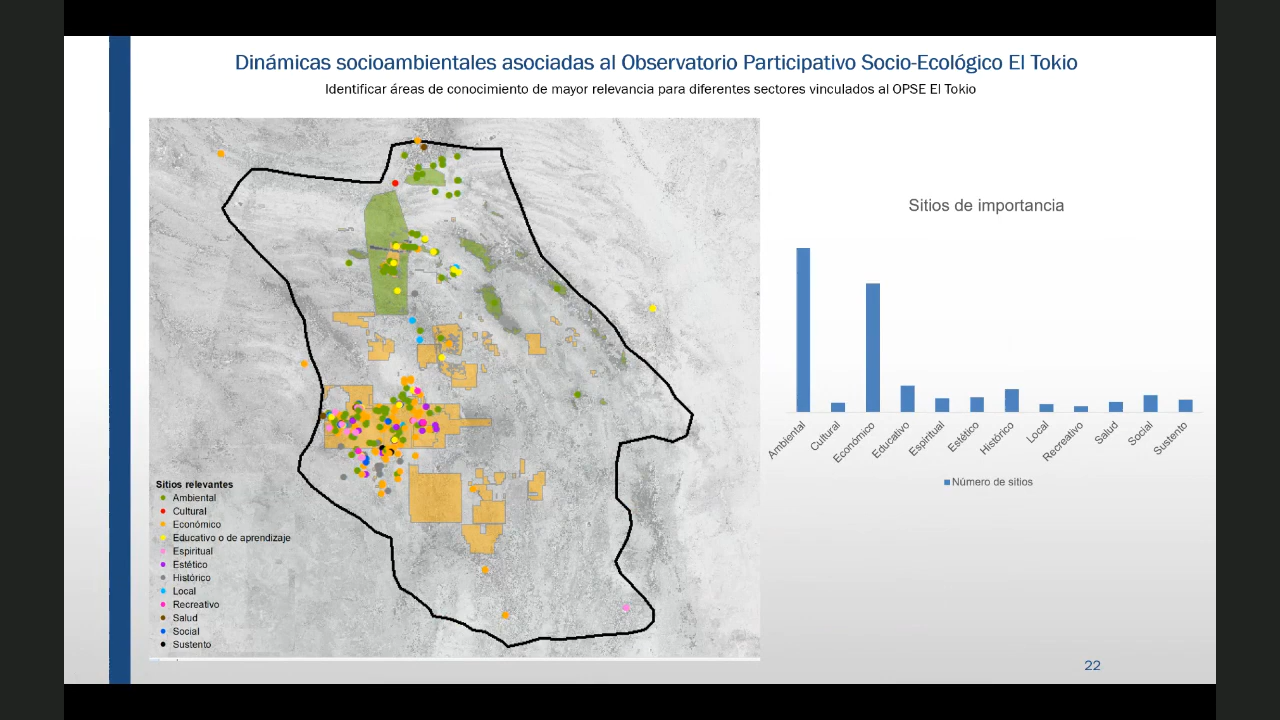 Dinámicas socioambientales asociadas al Observatorio Participativo Socio-Ecológico El Tokio
Identificar áreas de conocimiento de mayor relevancia para diferentes sectores vinculados al OPSE El Tokio
Sitios relevantes
Ambiental
Cultural
Económico
Educativo o de aprendizaje
Espiritual
Estético
Histórico
Local
Recreativo
Salud
Social
Sustento
Sitios de importancia
Ambiental
Cultural
Económico
Educativo
Espiritual
Estético
Histórico
Local
Recreativo
Salud
Social
Sustento
Número de sitios
22